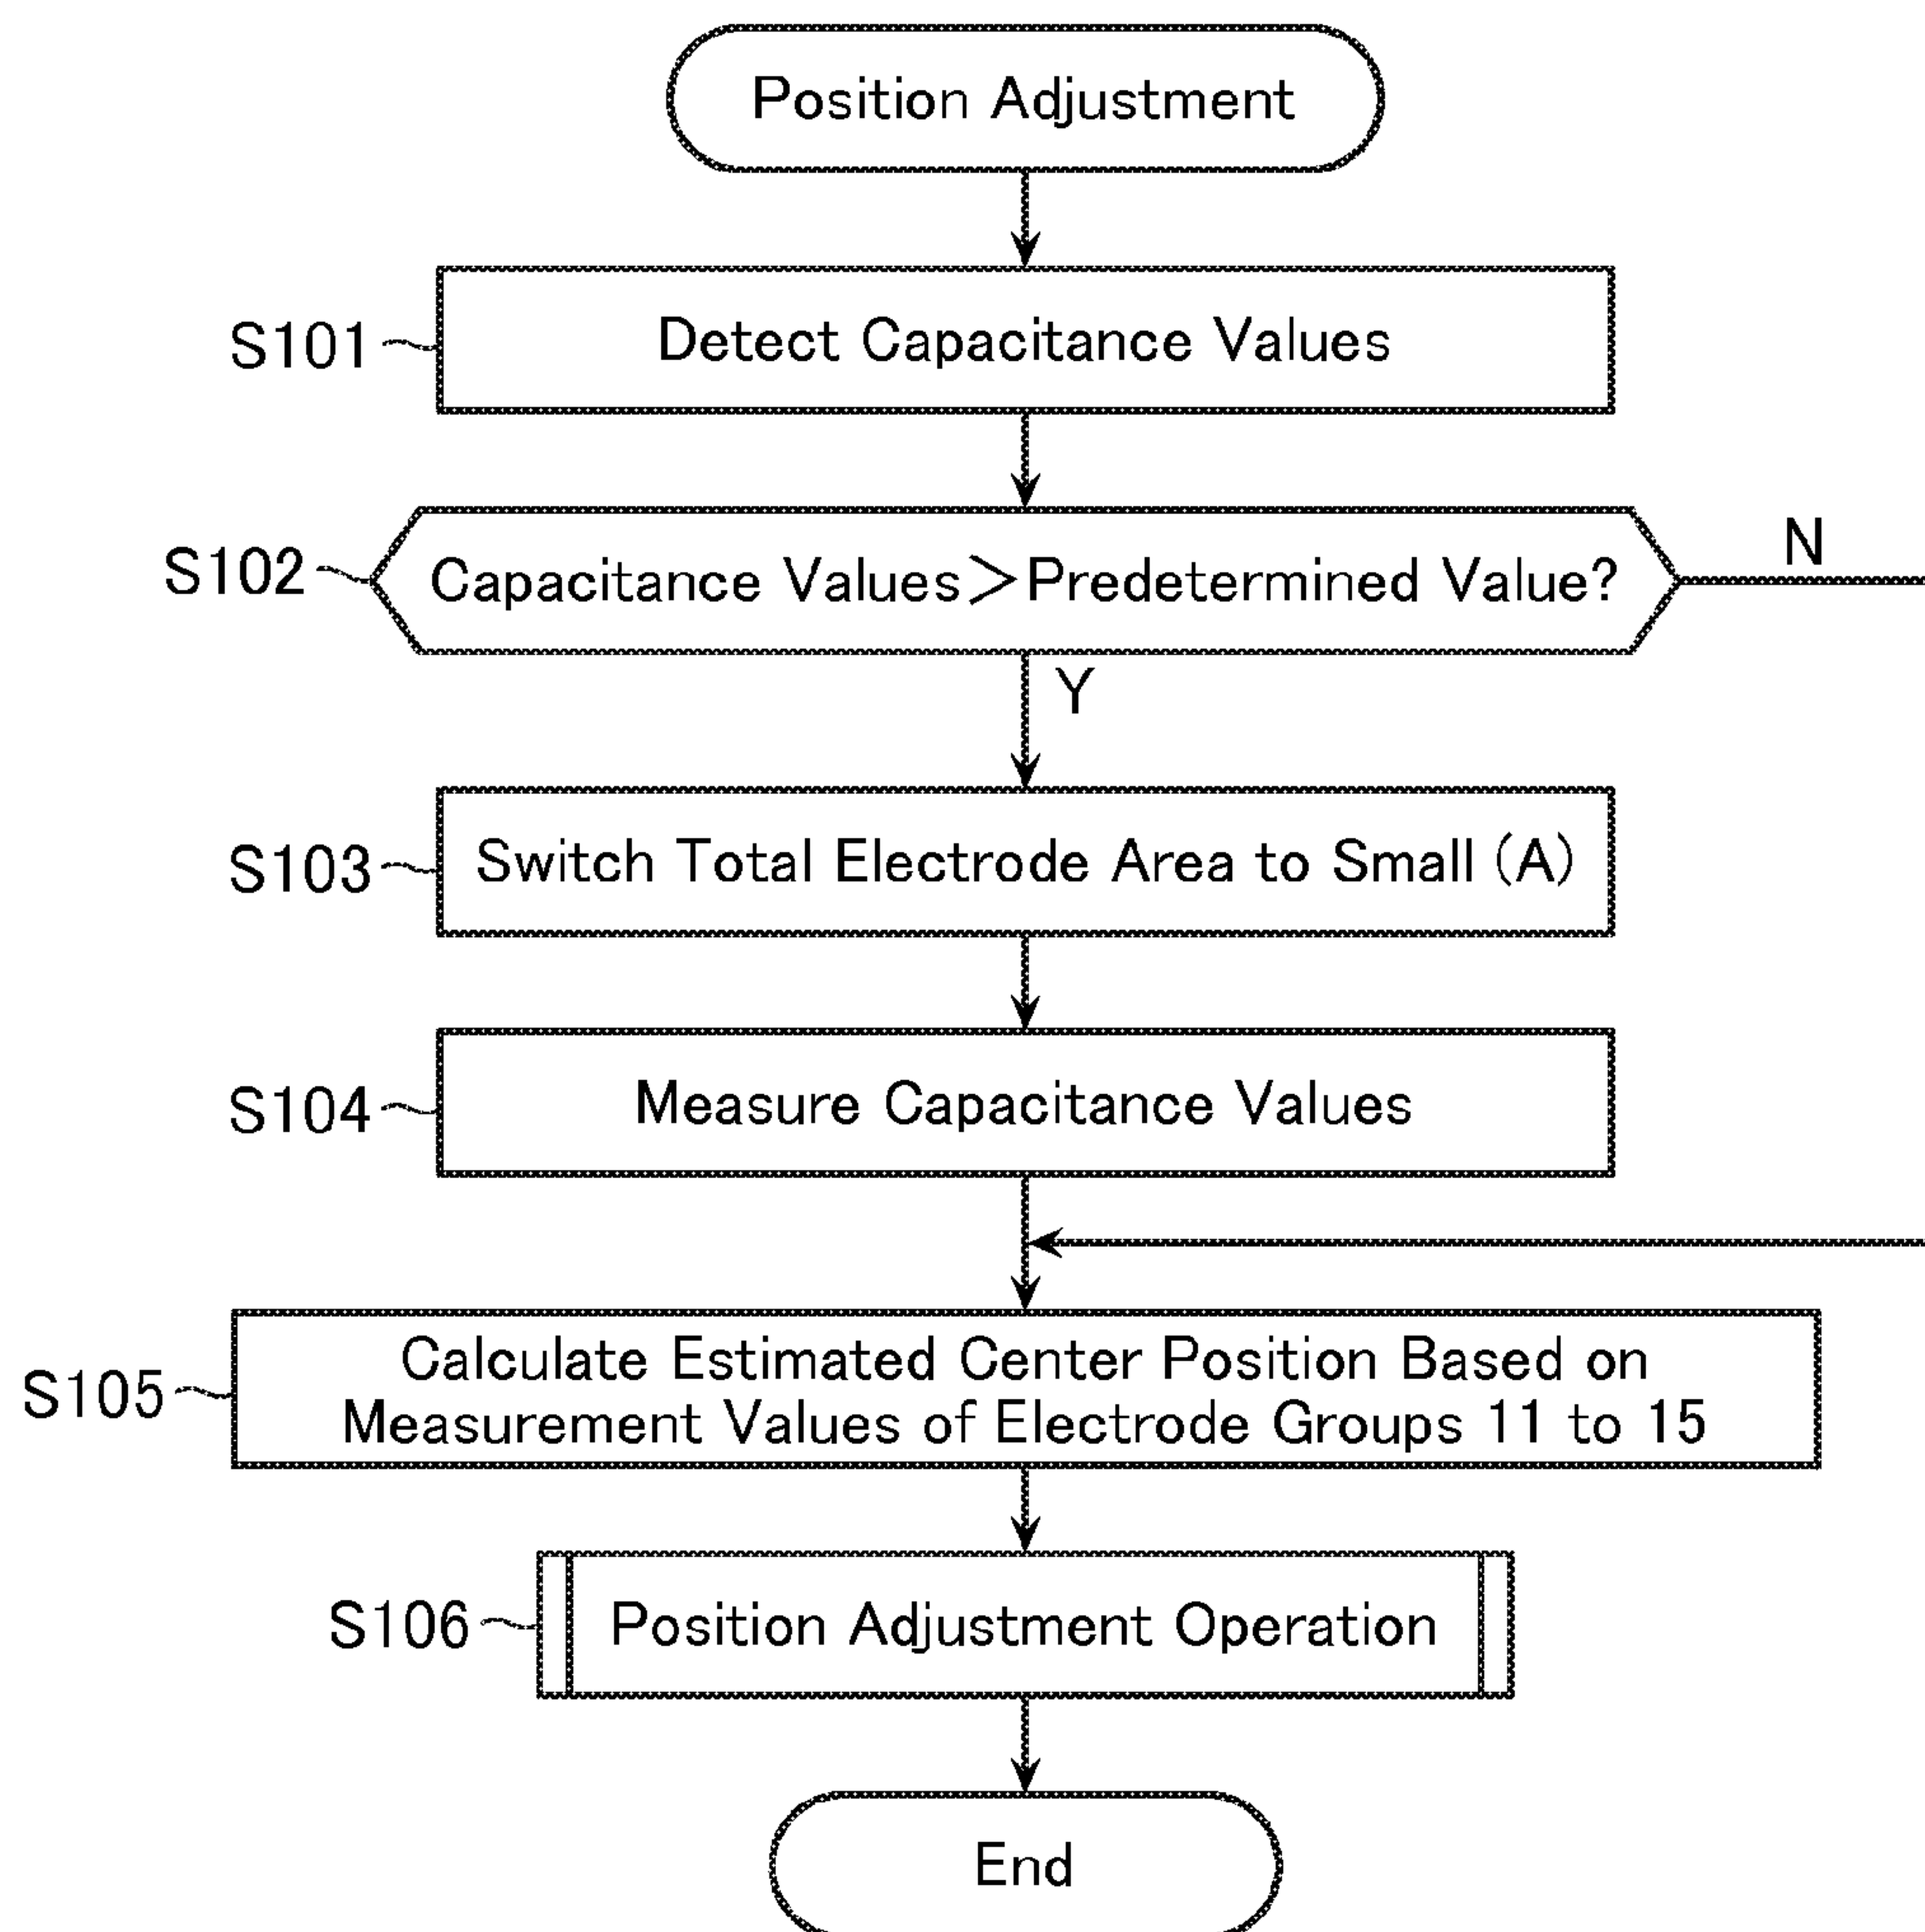 Position Adjustment
S101
Detect Capacitance Values
S102
Capacitance Values>Predetermined Value?
N
Y
S103
Switch Total Electrode Area to Small (A)
S104
Measure Capacitance Values
S105
Calculate Estimated Center Position Based on
Measurement Values of Electrode Groups 11 to 15
S106
Position Adjustment Operation
End